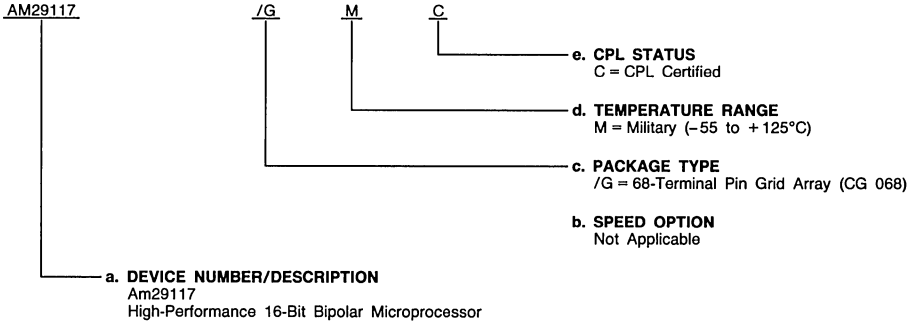 AM29117 /G M C
e. CPL STATUS
C = CPL Certified
d. TEMPERATURE RANGE
M = Military (–55 to +125°C)
c. PACKAGE TYPE
/G = 68-Terminal Pin Grid Array (CG 068)
b. SPEED OPTION
Not Applicable
a. DEVICE NUMBER/DESCRIPTION
Am29117
High-Performance 16-Bit Bipolar Microprocessor